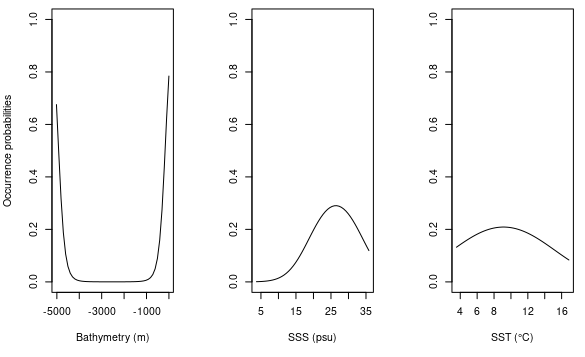 Occurrence probabilities
0.0 0.2 0.4 0.6 0.8 1.0
-5000 -3000 -1000
Bathymetry (m)
0.0 0.2 0.4 0.6 0.8 1.0
5 15 25 35
SSS (psu)
0.0 0.2 0.4 0.6 0.8 1.0
4 6 8 12 16
SST (°C)